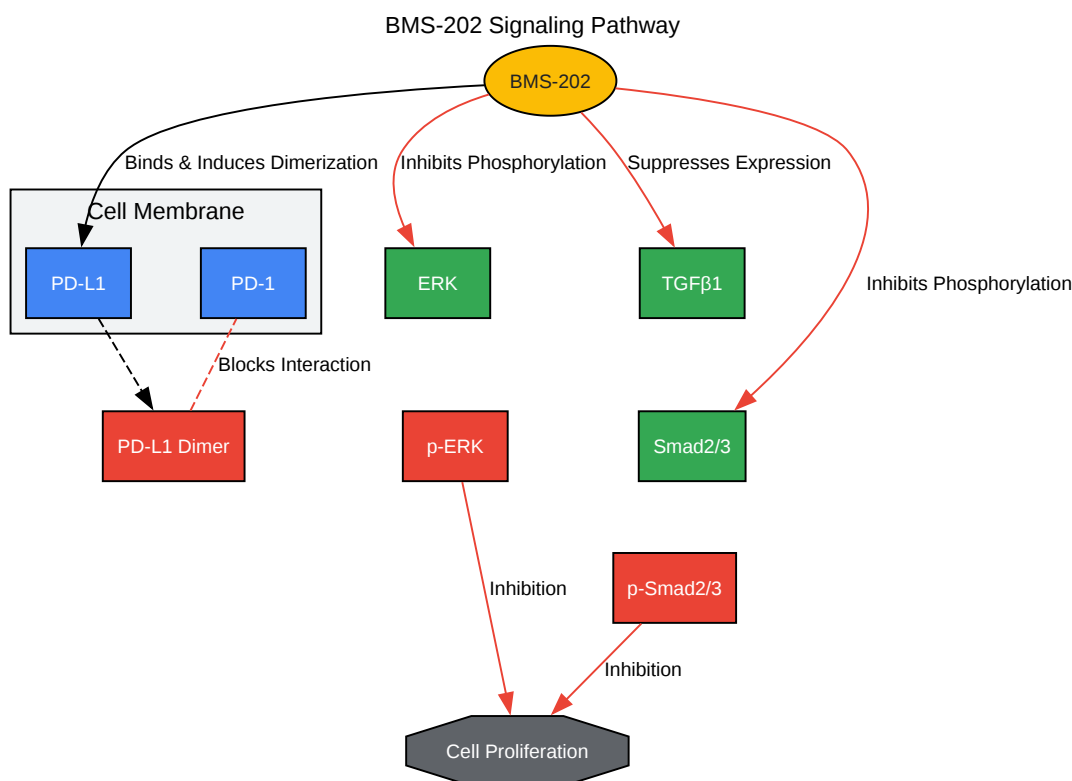 BMS-202 Signaling Pathway
BMS-202
Binds & Induces Dimerization
Inhibits Phosphorylation
Suppresses Expression
Cell Membrane
PD-L1
PD-1
ERK
TGFβ1
Inhibits Phosphorylation
Blocks Interaction
PD-L1 Dimer
p-ERK
Smad2/3
Inhibition
p-Smad2/3
Inhibition
Cell Proliferation